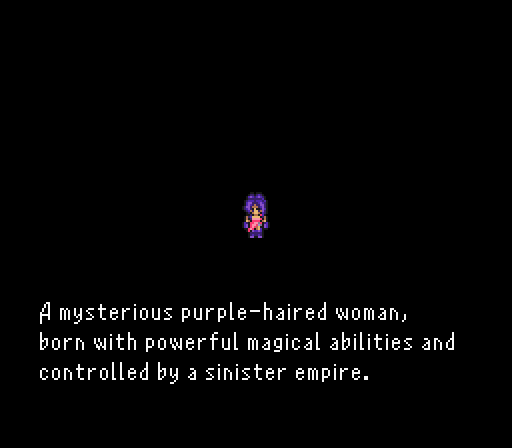 A mysterious purple-haired woman,
born with powerful magical abilities and
controlled by a sinister empire.